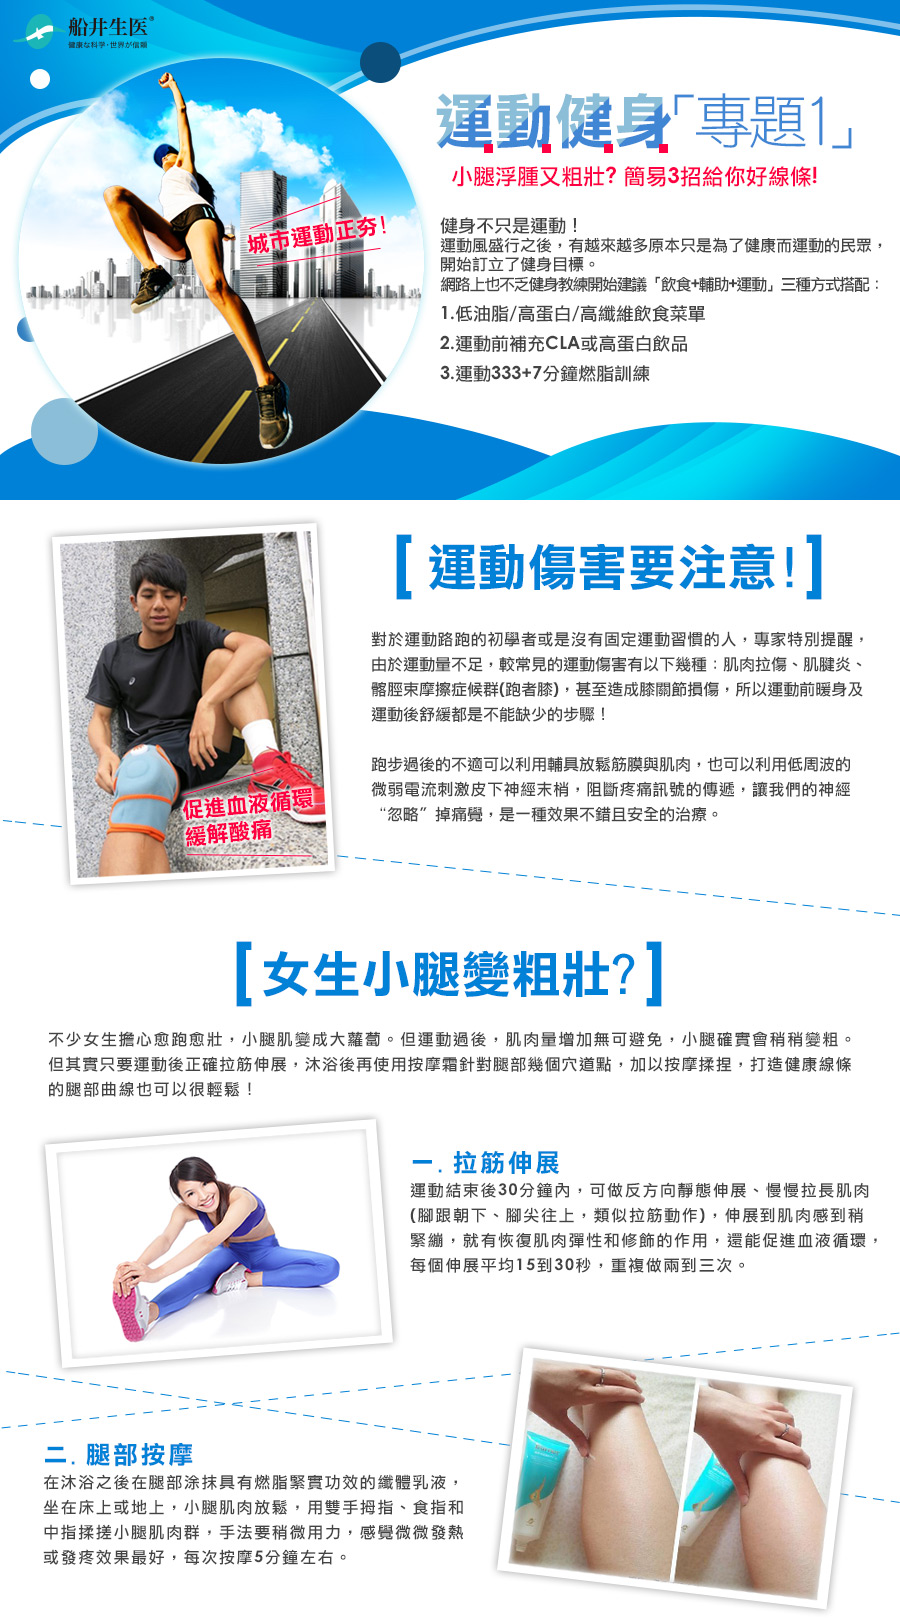 船井生医®
健康な科学・世界が信頼
運動健身「專題1」
小腿浮腫又粗壯? 簡易3招給你好線條!
城市運動正夯!
健身不只是運動！
運動風盛行之後，有越來越多原本只是為了健康而運動的民眾，
開始訂立了健身目標。
網路上也不乏健身教練開始建議「飲食+輔助+運動」三種方式搭配：
1.低油脂/高蛋白/高纖維飲食菜單
2.運動前補充CLA或高蛋白飲品
3.運動333+7分鐘燃脂訓練
[ 運動傷害要注意! ]
對於運動路跑的初學者或是沒有固定運動習慣的人，專家特別提醒，
由於運動量不足，較常見的運動傷害有以下幾種：肌肉拉傷、肌腱炎、
髂脛束摩擦症候群(跑者膝)，甚至造成膝關節損傷，所以運動前暖身及
運動後舒緩都是不能缺少的步驟！
跑步過後的不適可以利用輔具放鬆筋膜與肌肉，也可以利用低周波的
微弱電流刺激皮下神經末梢，阻斷疼痛訊號的傳遞，讓我們的神經
“忽略”掉痛覺，是一種效果不錯且安全的治療。
促進血液循環
緩解酸痛
[ 女生小腿變粗壯? ]
不少女生擔心愈跑愈壯，小腿肌變成大蘿蔔。但運動過後，肌肉量增加無可避免，小腿確實會稍稍變粗。
但其實只要運動後正確拉筋伸展，沐浴後再使用按摩霜針對腿部幾個穴道點，加以按摩揉捏，打造健康線條
的腿部曲線也可以很輕鬆！
一. 拉筋伸展
運動結束後30分鐘內，可做反方向靜態伸展、慢慢拉長肌肉
(腳跟朝下、腳尖往上，類似拉筋動作)，伸展到肌肉感到稍
緊繃，就有恢復肌肉彈性和修飾的作用，還能促進血液循環，
每個伸展平均15到30秒，重複做兩到三次。
二. 腿部按摩
在沐浴之後在腿部涂抹具有燃脂緊實功效的纖體乳液，
坐在床上或地上，小腿肌肉放鬆，用雙手拇指、食指和
中指揉搓小腿肌肉群，手法要稍微用力，感覺微微發熱
或發疼效果最好，每次按摩5分鐘左右。